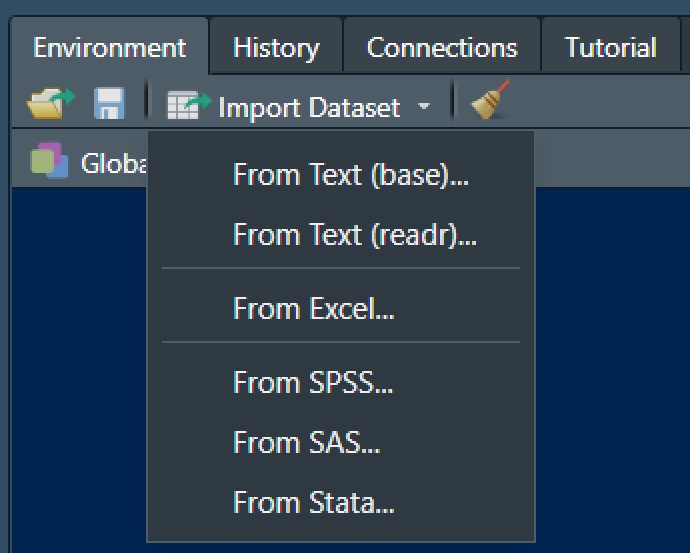 Environment History Connections Tutorial
Import Dataset
Globa
From Text (base)...
From Text (readr)...
From Excel...
From SPSS...
From SAS...
From Stata...